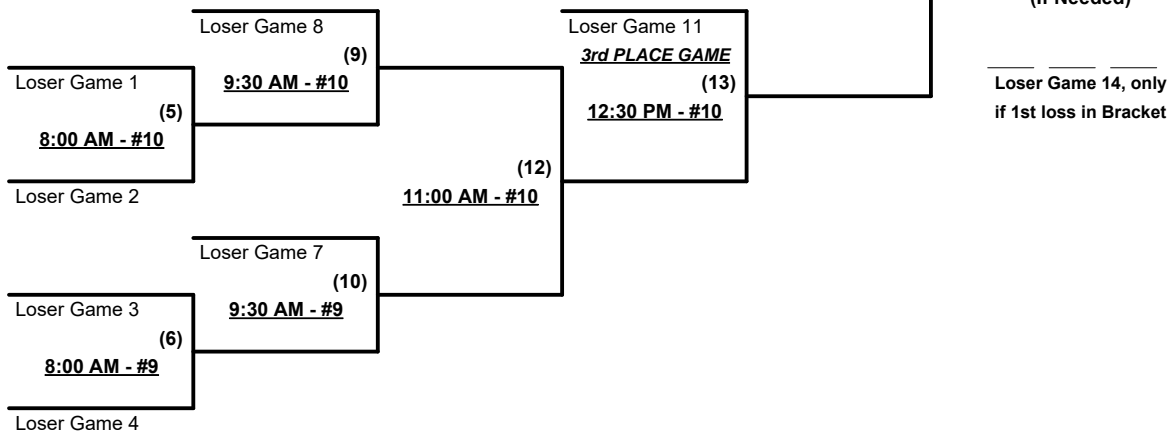 (If Needed)
Loser Game 8
(9)
9:30 AM - #10
Loser Game 11
3rd PLACE GAME
(13)
12:30 PM - #10
Loser Game 14, only
if 1st loss in Bracket
Loser Game 1
(5)
8:00 AM - #10
Loser Game 2
(12)
11:00 AM - #10
Loser Game 7
(10)
9:30 AM - #9
Loser Game 3
(6)
8:00 AM - #9
Loser Game 4